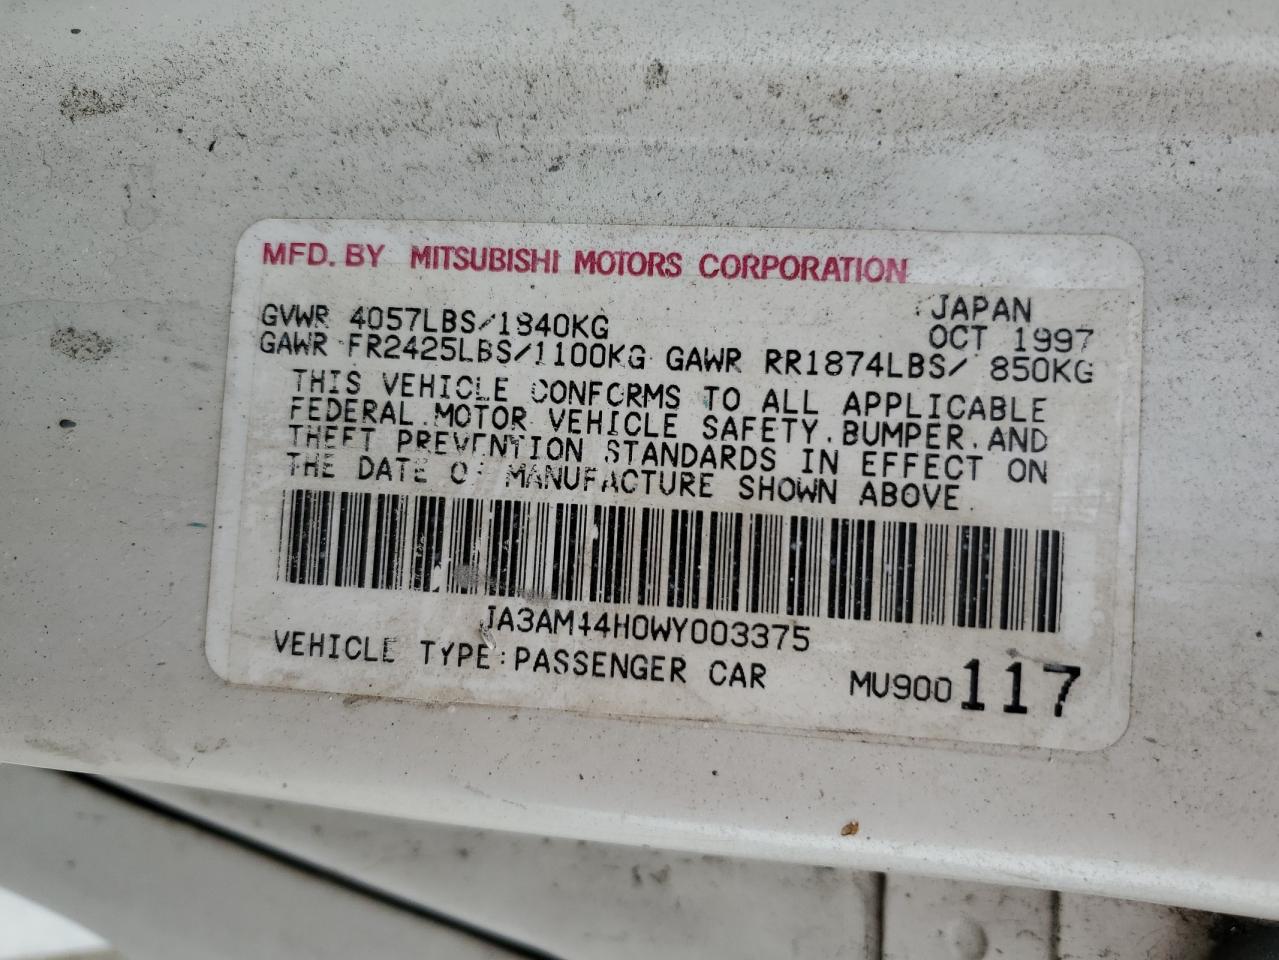 MFD. BY MITSUBISHI MOTORS CORPORATION
JAPAN
GVWR 4057LBS/1840KG OCT 1997
GAWR FR2425LBS/1100KG GAWR RR1874LBS/ 850KG
THIS VEHICLE CONFORMS TO ALL APPLICABLE
FEDERAL MOTOR VEHICLE SAFETY, BUMPER, AND
THEFT PREVENTION STANDARDS IN EFFECT ON
THE DATE OF MANUFACTURE SHOWN ABOVE.
JA3AM44H0WY003375
VEHICLE TYPE:PASSENGER CAR MU900117